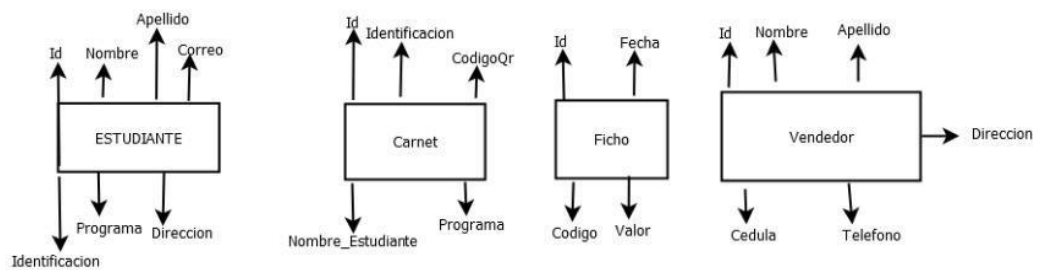 Apellido
Id
Nombre
Correo
ESTUDIANTE
Programa
Direccion
Identificacion
Id
Identificacion
CodigoQr
Carnet
Programa
Nombre_Estudiante
Id
Fecha
Ficho
Codigo
Valor
Id
Nombre
Apellido
Vendedor
Direccion
Cedula
Telefono